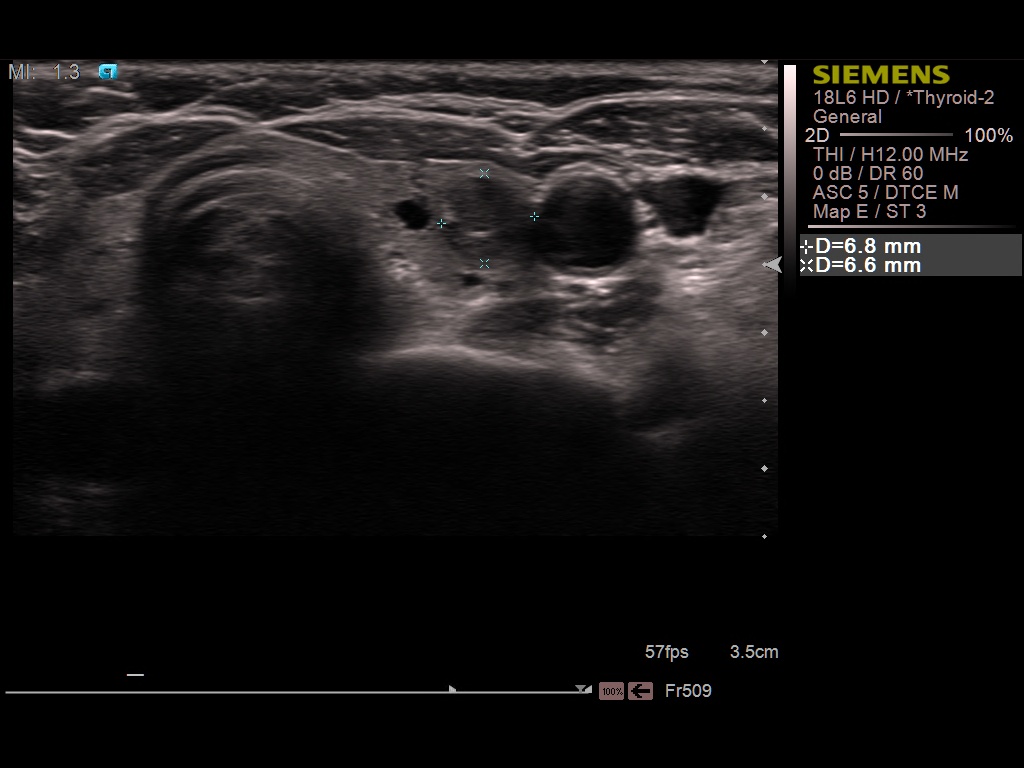 MI: 1.3
SIEMENS
18L6 HD / *Thyroid-2
General
2D 100%
THI / H12.00 MHz
0 dB / DR 60
ASC 5 / DTCE M
Map E / ST 3
D=6.8 mm
D=6.6 mm
57fps 3.5cm
100% Fr509